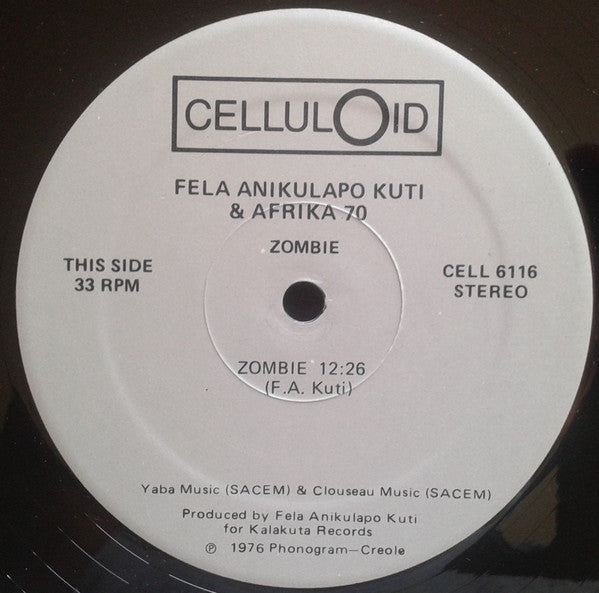 CELLULOID
FELA ANIKULAPO KUTI
& AFRIKA 70
ZOMBIE
THIS SIDE
33 RPM
CELL 6116
STEREO
ZOMBIE 12:26
(F.A. Kuti)
Yaba Music (SACEM) & Clouseau Music (SACEM)
Produced by Fela Anikulapo Kuti
for Kalakuta Records
℗ 1976 Phonogram—Creole